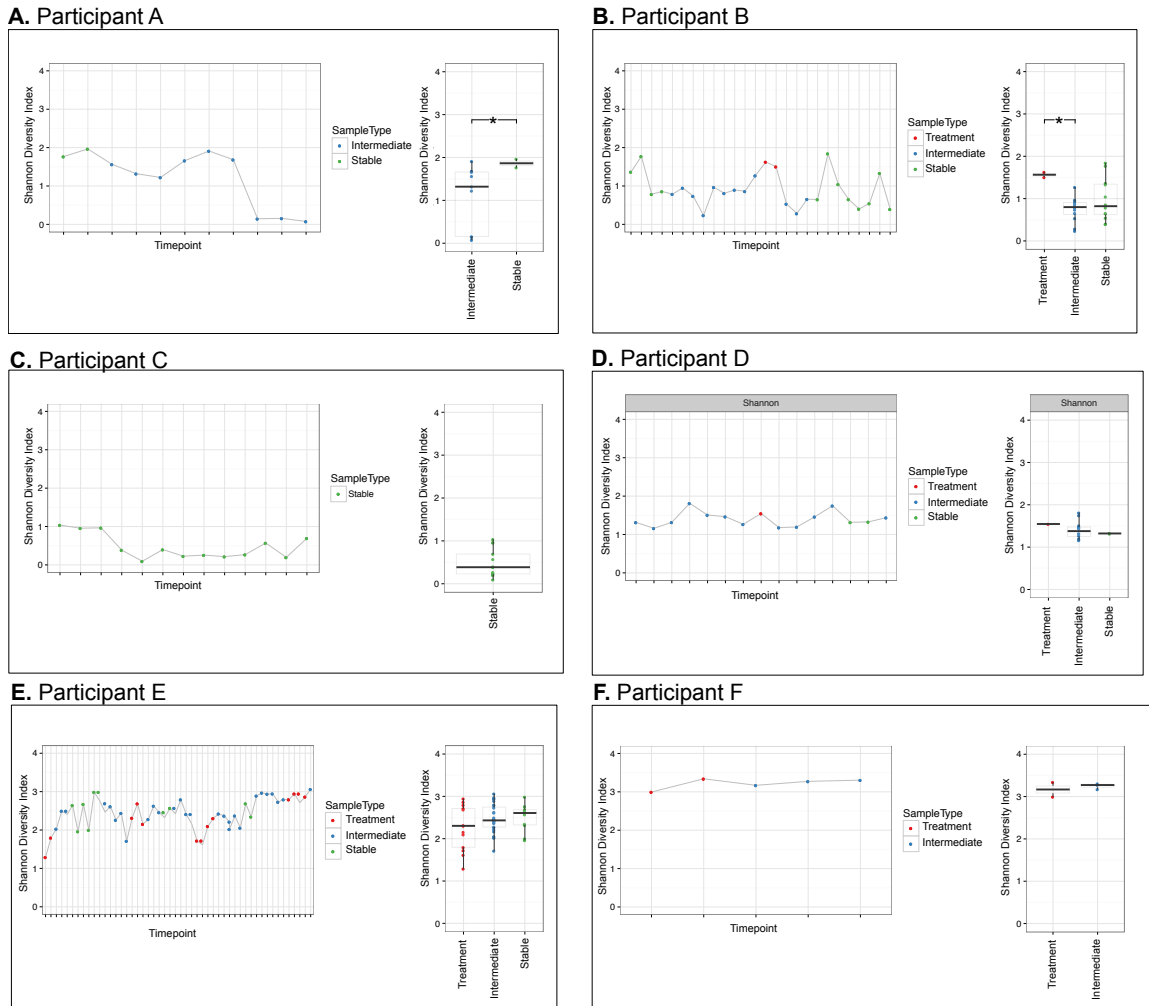 A. Participant A
4
3
2
1
0
Shannon Diversity Index
Timepoint
SampleType
Intermediate
Stable
4
3
2
1
0
Shannon Diversity Index
*
Intermediate
Stable
B. Participant B
4
3
2
1
0
Shannon Diversity Index
Timepoint
SampleType
Treatment
Intermediate
Stable
4
3
2
1
0
Shannon Diversity Index
*
Treatment
Intermediate
Stable
C. Participant C
4
3
2
1
0
Shannon Diversity Index
Timepoint
SampleType
Stable
4
3
2
1
0
Shannon Diversity Index
Stable
D. Participant D
Shannon
4
3
2
1
0
Shannon Diversity Index
Timepoint
SampleType
Treatment
Intermediate
Stable
Shannon
4
3
2
1
0
Shannon Diversity Index
Treatment
Intermediate
Stable
E. Participant E
4
3
2
1
0
Shannon Diversity Index
Timepoint
SampleType
Treatment
Intermediate
Stable
4
3
2
1
0
Shannon Diversity Index
Treatment
Intermediate
Stable
F. Participant F
4
3
2
1
0
Shannon Diversity Index
Timepoint
SampleType
Treatment
Intermediate
4
3
2
1
0
Shannon Diversity Index
Treatment
Intermediate